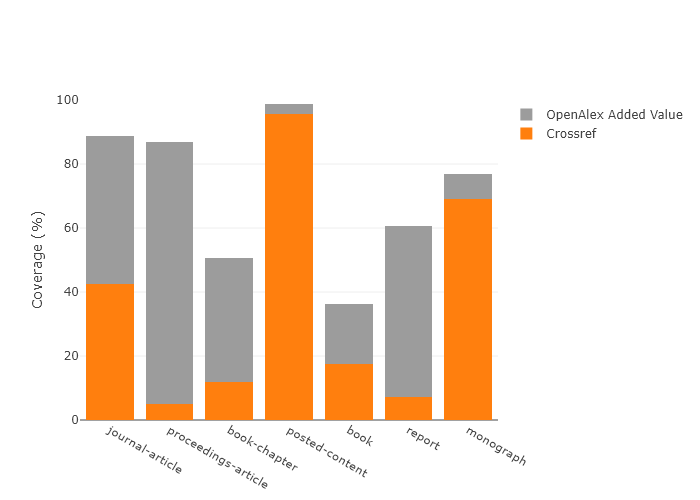 OpenAlex Added Value
Crossref
Coverage (%)
100
80
60
40
20
0
journal-article
proceedings-article
book-chapter
posted-content
book
report
monograph